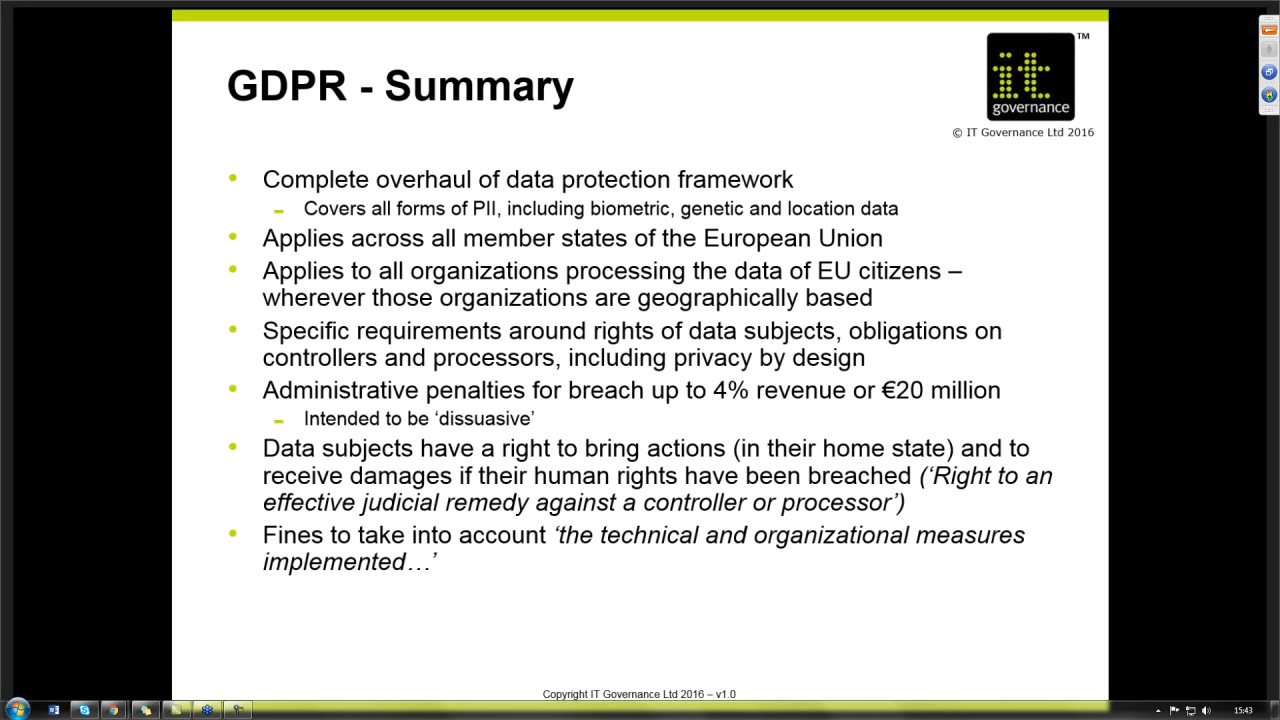 GDPR - Summary
it
governance
TM
© IT Governance Ltd 2016
• Complete overhaul of data protection framework
– Covers all forms of PII, including biometric, genetic and location data
• Applies across all member states of the European Union
• Applies to all organizations processing the data of EU citizens –
wherever those organizations are geographically based
• Specific requirements around rights of data subjects, obligations on
controllers and processors, including privacy by design
• Administrative penalties for breach up to 4% revenue or €20 million
– Intended to be ‘dissuasive’
• Data subjects have a right to bring actions (in their home state) and to
receive damages if their human rights have been breached (‘Right to an
effective judicial remedy against a controller or processor’)
• Fines to take into account ‘the technical and organizational measures
implemented…’
Copyright IT Governance Ltd 2016 – v1.0
15:43